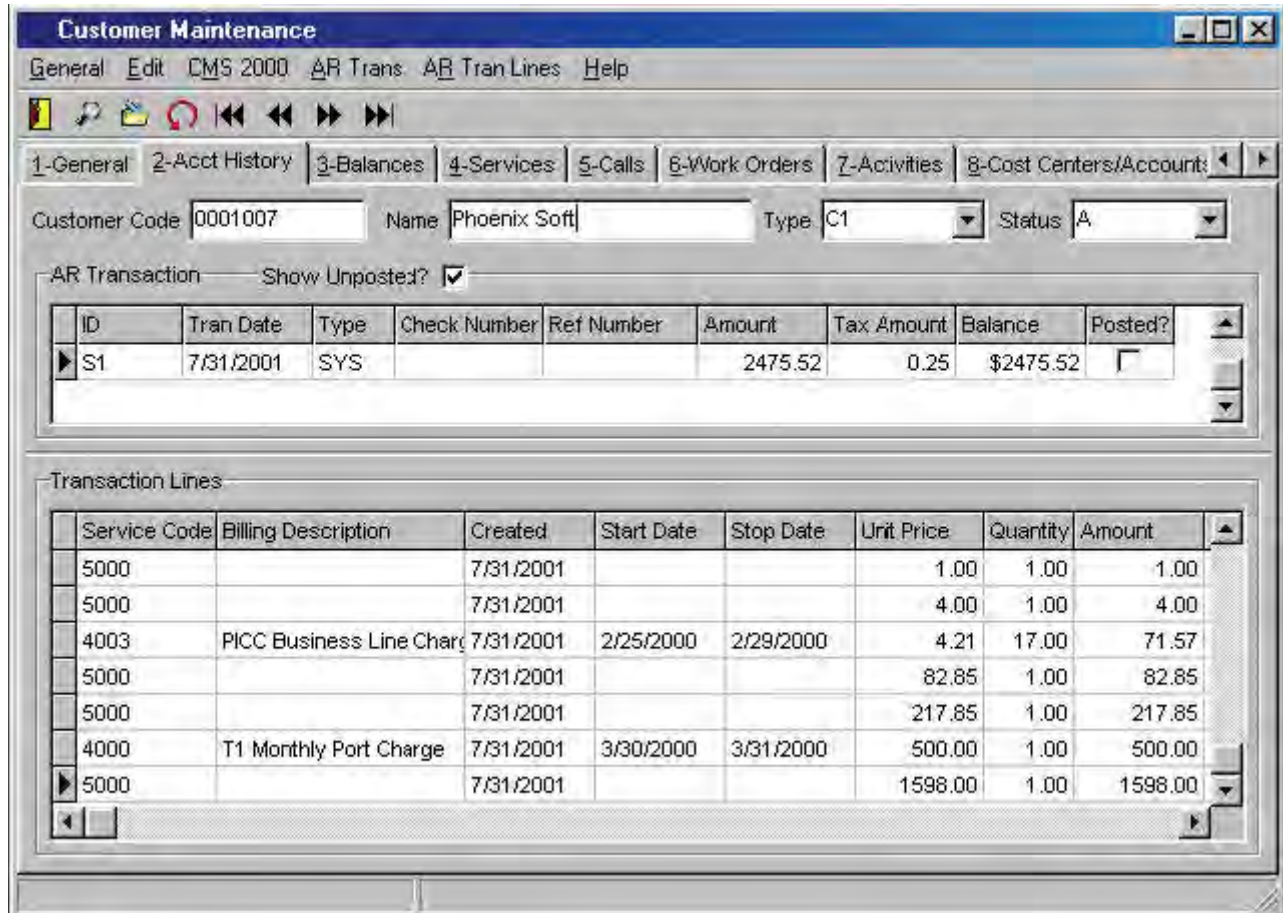 Customer Maintenance
General Edit CMS 2000 AR Trans AR Tran Lines Help
1-General 2-Acct History 3-Balances 4-Services 5-Calls 6-Work Orders 7-Activities 8-Cost Centers/Accounts
Customer Code 0001007 Name Phoenix Soft Type C1 Status A
AR Transaction Show Unposted?
ID Tran Date Type Check Number Ref Number Amount Tax Amount Balance Posted?
S1 7/31/2001 SYS 2475.52 0.25 $2475.52
Transaction Lines
Service Code Billing Description Created Start Date Stop Date Unit Price Quantity Amount
5000 7/31/2001 1.00 1.00 1.00
5000 7/31/2001 4.00 1.00 4.00
4003 PICC Business Line Charg 7/31/2001 2/25/2000 2/29/2000 4.21 17.00 71.57
5000 7/31/2001 82.85 1.00 82.85
5000 7/31/2001 217.85 1.00 217.85
4000 T1 Monthly Port Charge 7/31/2001 3/30/2000 3/31/2000 500.00 1.00 500.00
5000 7/31/2001 1598.00 1.00 1598.00